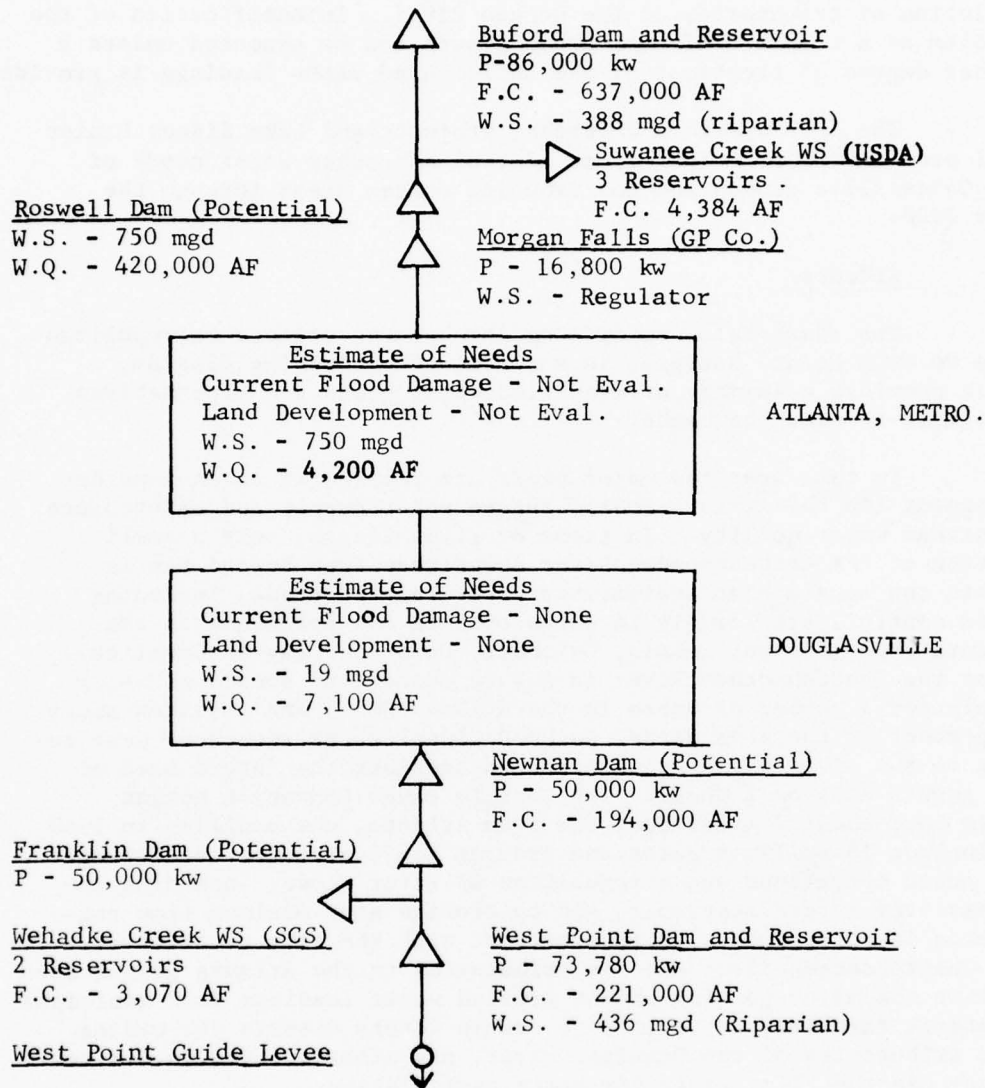 Buford Dam and Reservoir
P-86,000 kw
F.C. - 637,000 AF
W.S. - 388 mgd (riparian)
Suwanee Creek WS (USDA)
3 Reservoirs
F.C. 4,384 AF
Roswell Dam (Potential)
W.S. - 750 mgd
W.Q. - 420,000 AF
Morgan Falls (GP Co.)
P - 16,800 kw
W.S. - Regulator
Estimate of Needs
Current Flood Damage - Not Eval.
Land Development - Not Eval.
W.S. - 750 mgd
W.Q. - 4,200 AF
ATLANTA, METRO.
Estimate of Needs
Current Flood Damage - None
Land Development - None
W.S. - 19 mgd
W.Q. - 7,100 AF
DOUGLASVILLE
Newnan Dam (Potential)
P - 50,000 kw
F.C. - 194,000 AF
Franklin Dam (Potential)
P - 50,000 kw
Wehadke Creek WS (SCS)
2 Reservoirs
F.C. - 3,070 AF
West Point Dam and Reservoir
P - 73,780 kw
F.C - 221,000 AF
W.S. - 436 mgd (Riparian)
West Point Guide Levee